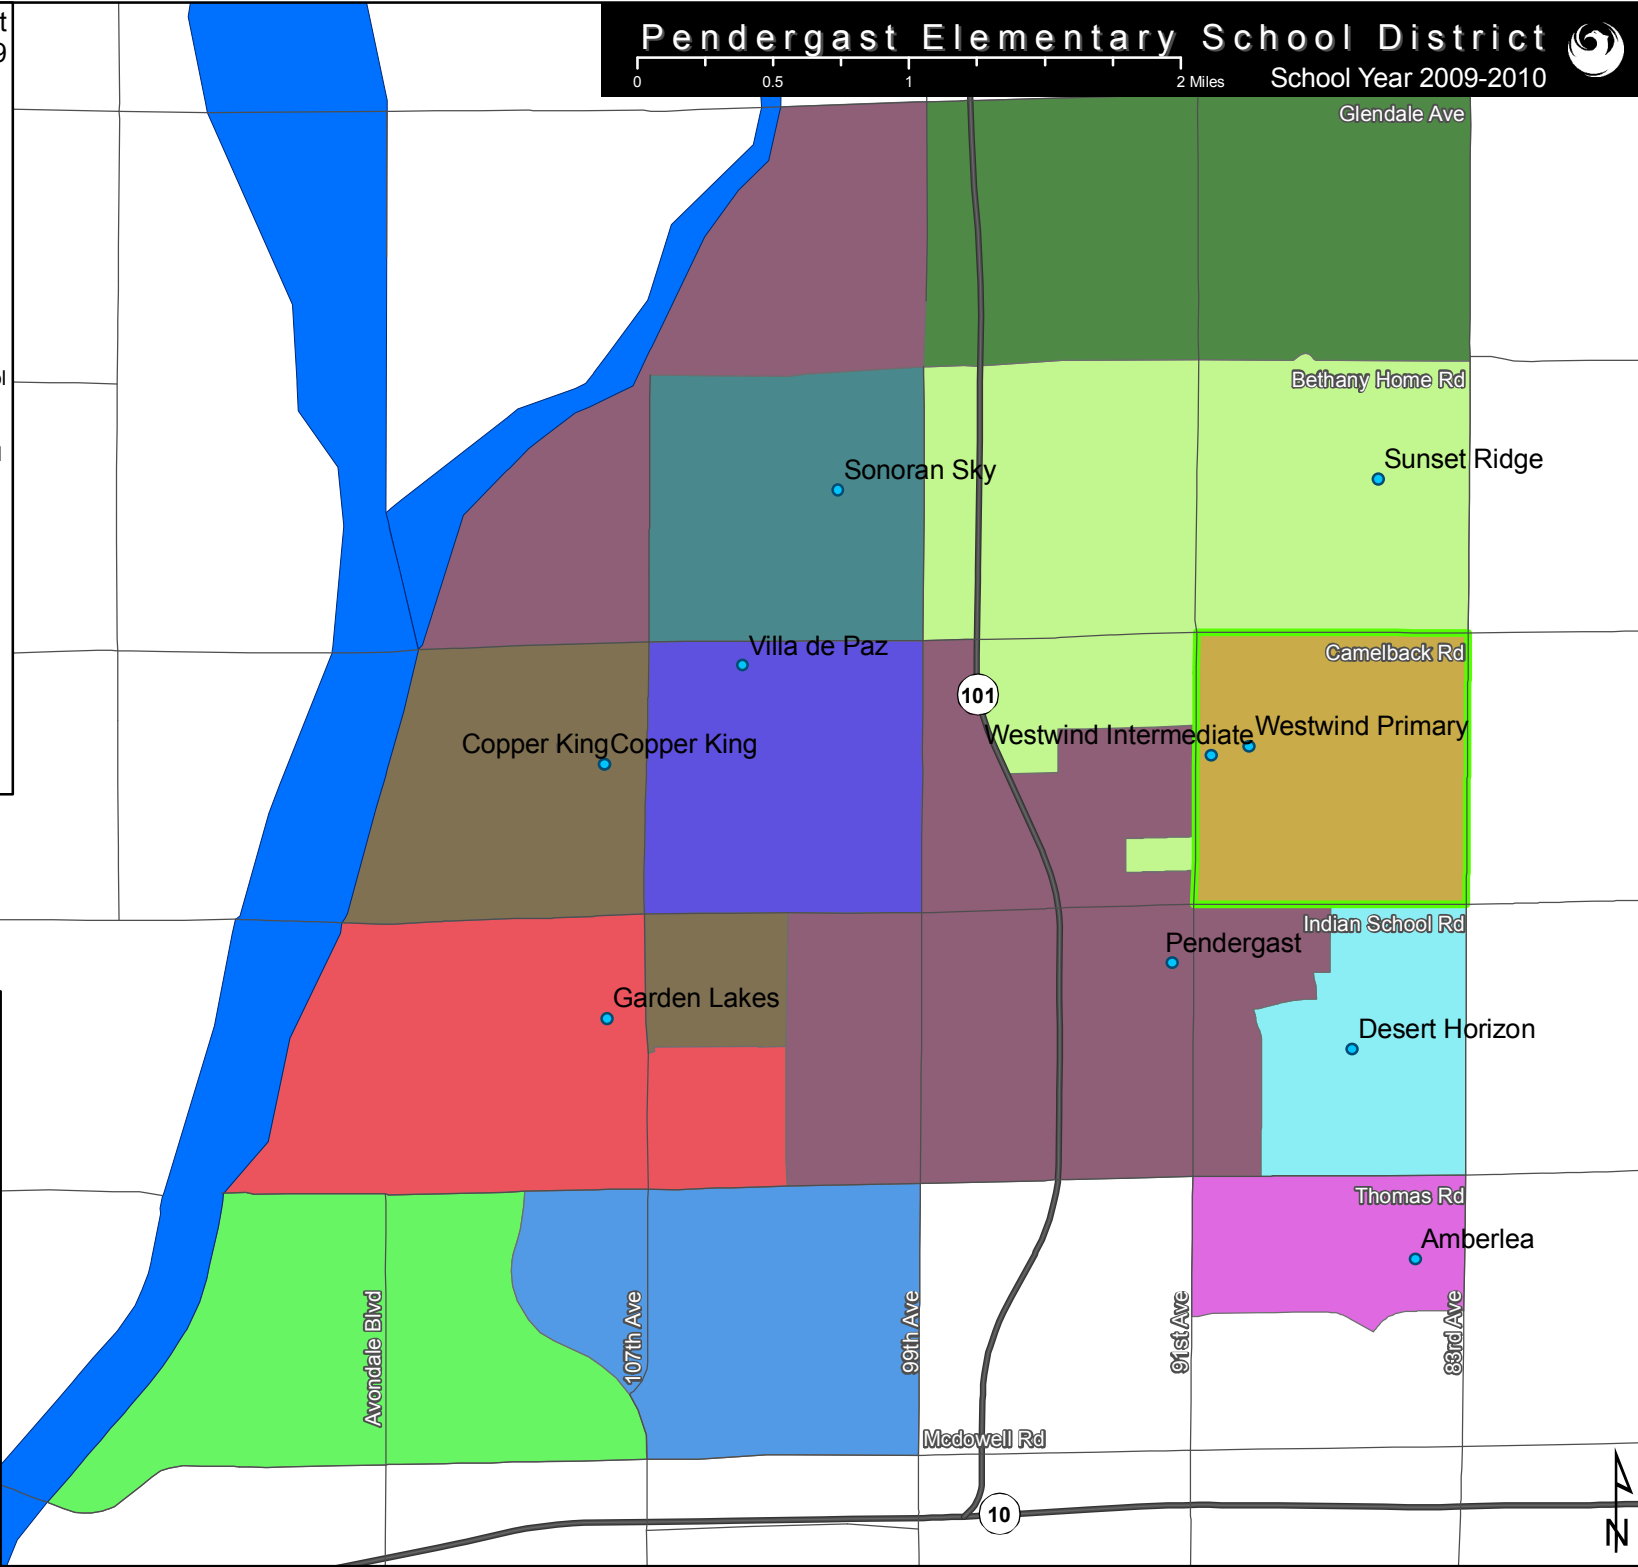 Pendergast Elementary School District
0 0.5 1 2 Miles
School Year 2009-2010
t
9
Glendale Ave
Bethany Home Rd
Sunset Ridge
Sonoran Sky
Villa de Paz
Camelback Rd
101
Westwind Primary
Westwind Intermediate
Copper King
Copper King
Indian School Rd
Pendergast
Garden Lakes
Desert Horizon
Thomas Rd
Amberlea
Avondale Blvd
107th Ave
99th Ave
91st Ave
83rd Ave
Mcdowell Rd
10
N